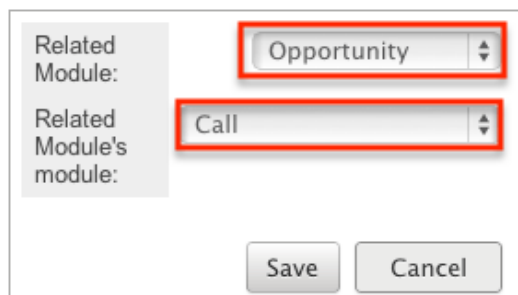 Related
Module:
Opportunity
Related
Module's
module:
Call
Save
Cancel